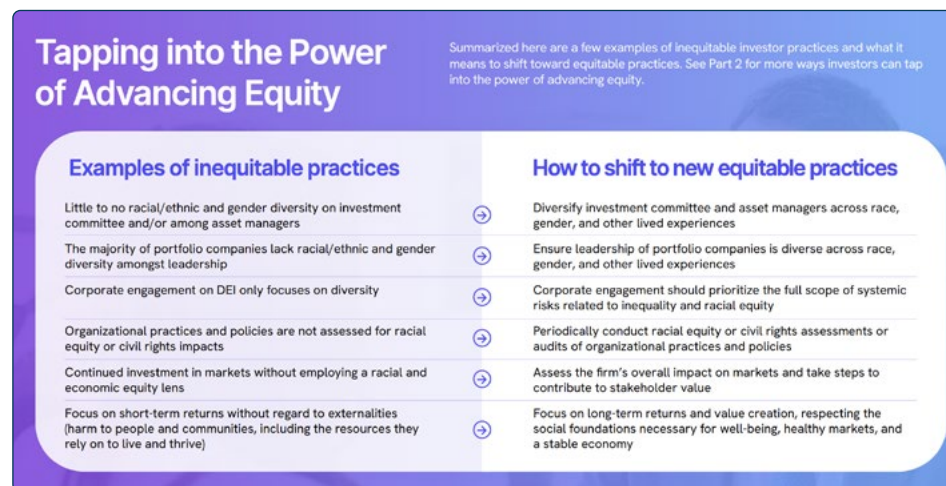 Tapping into the Power
of Advancing Equity
Summarized here are a few examples of inequitable investor practices and what it
means to shift toward equitable practices. See Part 2 for more ways investors can tap
into the power of advancing equity.
Examples of inequitable practices
How to shift to new equitable practices
Little to no racial/ethnic and gender diversity on investment
committee and/or among asset managers
Diversify investment committee and asset managers across race,
gender, and other lived experiences
The majority of portfolio companies lack racial/ethnic and gender
diversity amongst leadership
Ensure leadership of portfolio companies is diverse across race,
gender, and other lived experiences
Corporate engagement on DEI only focuses on diversity
Corporate engagement should prioritize the full scope of systemic
risks related to inequality and racial equity
Organizational practices and policies are not assessed for racial
equity or civil rights impacts
Periodically conduct racial equity or civil rights assessments or
audits of organizational practices and policies
Continued investment in markets without employing a racial and
economic equity lens
Assess the firm's overall impact on markets and take steps to
contribute to stakeholder value
Focus on short-term returns without regard to externalities
(harm to people and communities, including the resources they
rely on to live and thrive)
Focus on long-term returns and value creation, respecting the
social foundations necessary for well-being, healthy markets, and
a stable economy